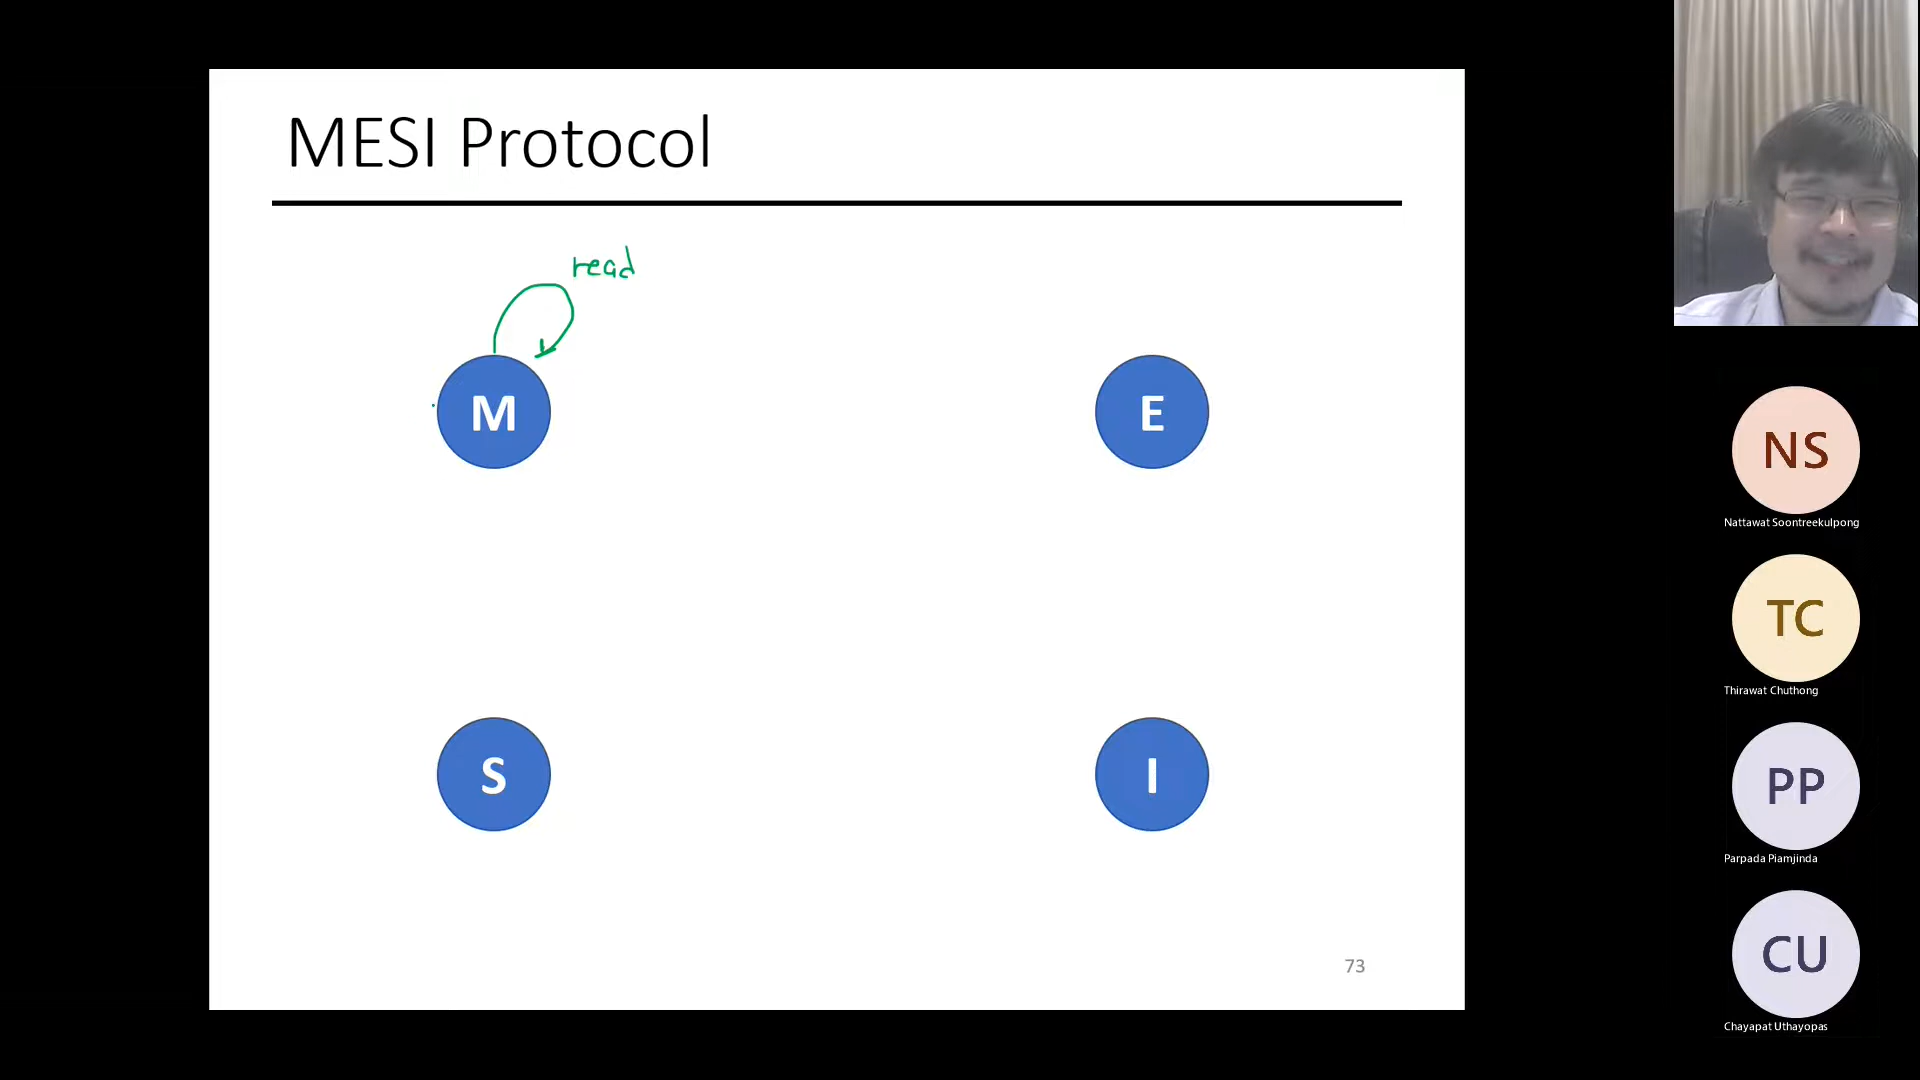 MESI Protocol
read
M
E
S
I
73
NS
Nattawat Soontreekulpong
TC
Thirawat Chuthong
PP
Parpada Piamjinda
CU
Chayapat Uthayopas